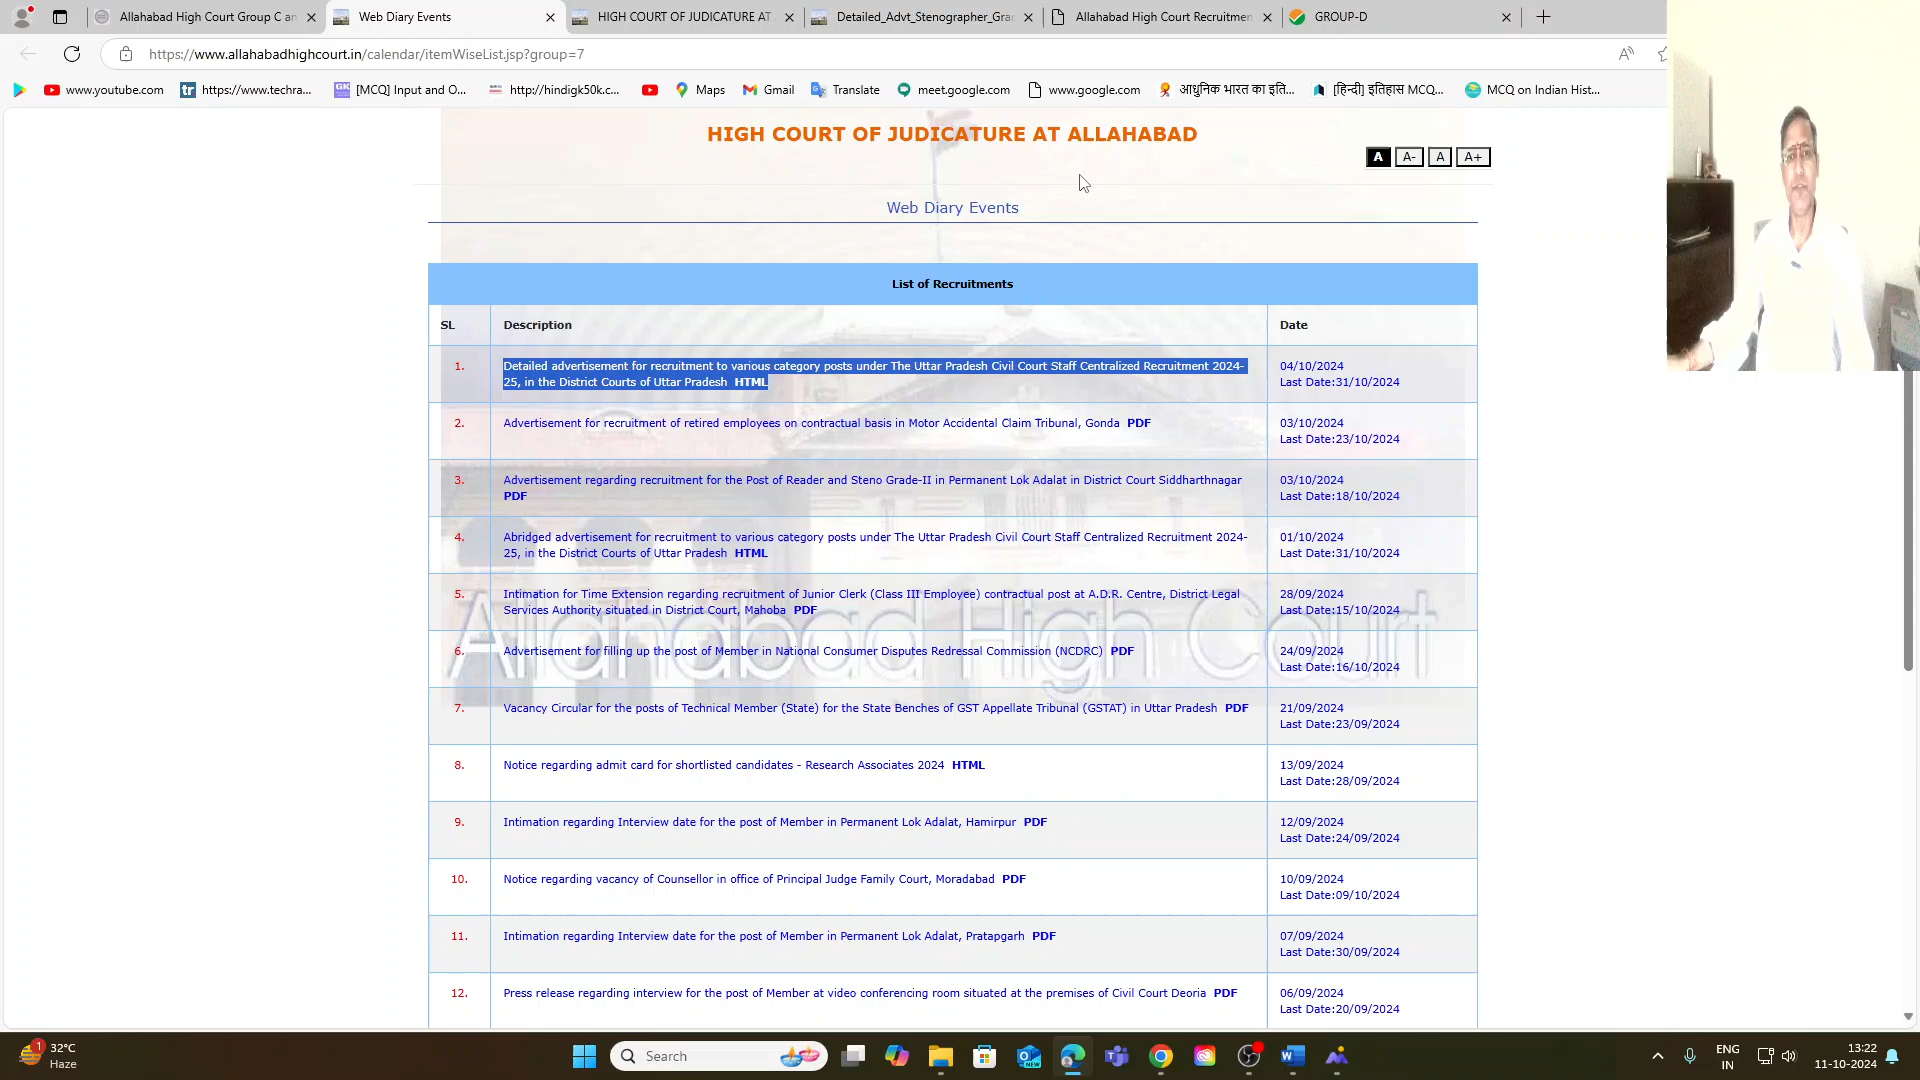 Allahabad High Court Group C an
Web Diary Events
HIGH COURT OF JUDICATURE AT
Detailed_Advt_Stenographer_Gra
Allahabad High Court Recruitmen
GROUP-D
https://www.allahabadhighcourt.in/calendar/itemWiseList.jsp?group=7
www.youtube.com
https://www.techra...
[MCQ] Input and O...
http://hindigk50k.c...
Maps
Gmail
Translate
meet.google.com
www.google.com
आधुनिक भारत का इति...
[हिन्दी] इतिहास MCQ...
MCQ on Indian Hist...
HIGH COURT OF JUDICATURE AT ALLAHABAD
A A- A A+
Web Diary Events
List of Recruitments
SL Description Date
1. Detailed advertisement for recruitment to various category posts under The Uttar Pradesh Civil Court Staff Centralized Recruitment 2024- 04/10/2024
25, in the District Courts of Uttar Pradesh HTML Last Date:31/10/2024
2. Advertisement for recruitment of retired employees on contractual basis in Motor Accidental Claim Tribunal, Gonda PDF 03/10/2024
Last Date:23/10/2024
3. Advertisement regarding recruitment for the Post of Reader and Steno Grade-II in Permanent Lok Adalat in District Court Siddharthnagar 03/10/2024
PDF Last Date:18/10/2024
4. Abridged advertisement for recruitment to various category posts under The Uttar Pradesh Civil Court Staff Centralized Recruitment 2024- 01/10/2024
25, in the District Courts of Uttar Pradesh HTML Last Date:31/10/2024
5. Intimation for Time Extension regarding recruitment of Junior Clerk (Class III Employee) contractual post at A.D.R. Centre, District Legal 28/09/2024
Services Authority situated in District Court, Mahoba PDF Last Date:15/10/2024
Allahabad High Court
6. Advertisement for filling up the post of Member in National Consumer Disputes Redressal Commission (NCDRC) PDF 24/09/2024
Last Date:16/10/2024
7. Vacancy Circular for the posts of Technical Member (State) for the State Benches of GST Appellate Tribunal (GSTAT) in Uttar Pradesh PDF 21/09/2024
Last Date:23/09/2024
8. Notice regarding admit card for shortlisted candidates - Research Associates 2024 HTML 13/09/2024
Last Date:28/09/2024
9. Intimation regarding Interview date for the post of Member in Permanent Lok Adalat, Hamirpur PDF 12/09/2024
Last Date:24/09/2024
10. Notice regarding vacancy of Counsellor in office of Principal Judge Family Court, Moradabad PDF 10/09/2024
Last Date:09/10/2024
11. Intimation regarding Interview date for the post of Member in Permanent Lok Adalat, Pratapgarh PDF 07/09/2024
Last Date:30/09/2024
12. Press release regarding interview for the post of Member at video conferencing room situated at the premises of Civil Court Deoria PDF 06/09/2024
Last Date:20/09/2024
1
32°C
Haze
Search
NEW
ENG
IN
13:22
11-10-2024